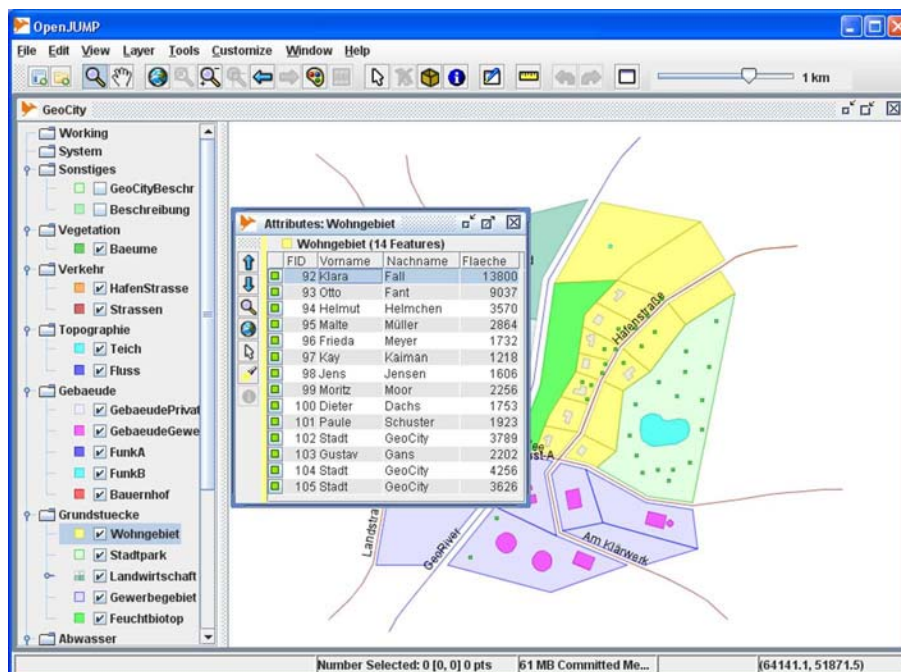 OpenJUMP
File Edit View Layer Tools Customize Window Help
1 km
GeoCity
Working
System
Sonstiges
GeoCityBeschr
Beschreibung
Vegetation
Baeume
Verkehr
HafenStrasse
Strassen
Topographie
Teich
Fluss
Gebaeude
GebaeudePrivat
GebaeudeGewe
FunkA
FunkB
Bauernhof
Grundstuecke
Wohngebiet
Stadtpark
Landwirtschaft
Gewerbegebiet
Feuchtbiotop
Abwasser
Attributes: Wohngebiet
Wohngebiet (14 Features)
FID Vorname Nachname Flaeche
92 Klara Fall 13800
93 Otto Fant 9037
94 Helmut Helmchen 3570
95 Malte Müller 2864
96 Frieda Meyer 1732
97 Kay Kaiman 1218
98 Jens Jensen 1606
99 Moritz Moor 2256
100 Dieter Dachs 1753
101 Paule Schuster 1923
102 Stadt GeoCity 3789
103 Gustav Gans 2202
104 Stadt GeoCity 4256
105 Stadt GeoCity 3626
Hafenstraße
Landstra
GeoRiver
Am Klärwerk
Number Selected: 0 [0, 0] 0 pts
61 MB Committed Me...
(64141.1, 51871.5)